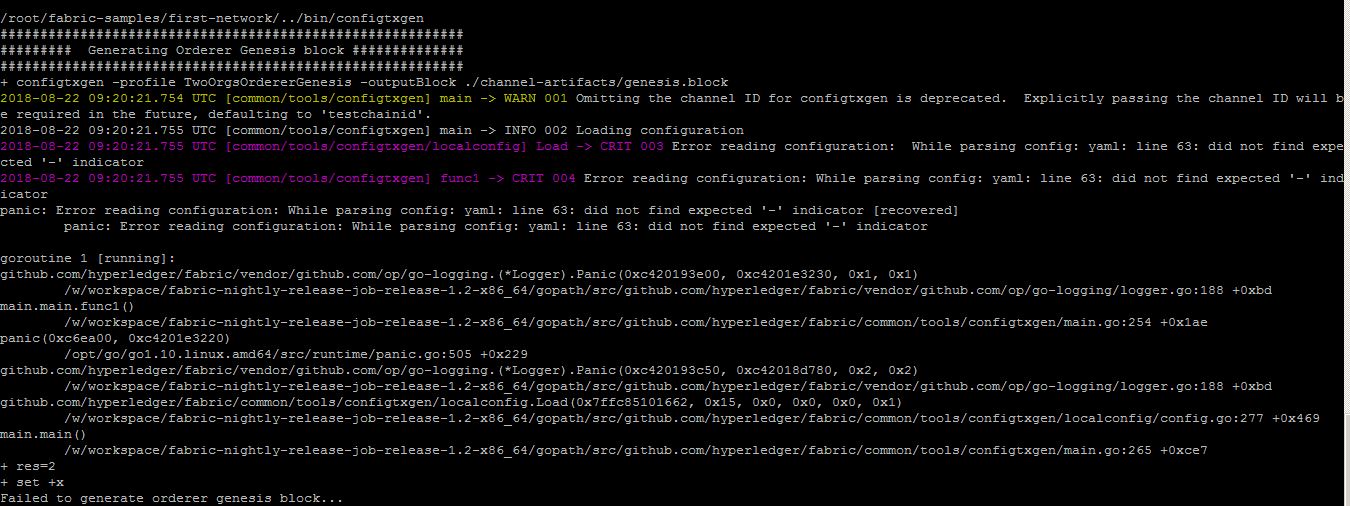 /root/fabric-samples/first-network/../bin/configtxgen
##########################################################
#########  Generating Orderer Genesis block ##############
##########################################################
+ configtxgen -profile TwoOrgsOrdererGenesis -outputBlock ./channel-artifacts/genesis.block
2018-08-22 09:20:21.754 UTC [common/tools/configtxgen] main -> WARN 001 Omitting the channel ID for configtxgen is deprecated.  Explicitly passing the channel ID will b
e required in the future, defaulting to 'testchainid'.
2018-08-22 09:20:21.755 UTC [common/tools/configtxgen] main -> INFO 002 Loading configuration
2018-08-22 09:20:21.755 UTC [common/tools/configtxgen/localconfig] Load -> CRIT 003 Error reading configuration:  While parsing config: yaml: line 63: did not find expe
cted '-' indicator
2018-08-22 09:20:21.755 UTC [common/tools/configtxgen] func1 -> CRIT 004 Error reading configuration: While parsing config: yaml: line 63: did not find expected '-' ind
icator
panic: Error reading configuration: While parsing config: yaml: line 63: did not find expected '-' indicator [recovered]
        panic: Error reading configuration: While parsing config: yaml: line 63: did not find expected '-' indicator

goroutine 1 [running]:
github.com/hyperledger/fabric/vendor/github.com/op/go-logging.(*Logger).Panic(0xc420193e00, 0xc4201e3230, 0x1, 0x1)
        /w/workspace/fabric-nightly-release-job-release-1.2-x86_64/gopath/src/github.com/hyperledger/fabric/vendor/github.com/op/go-logging/logger.go:188 +0xbd
main.main.func1()
        /w/workspace/fabric-nightly-release-job-release-1.2-x86_64/gopath/src/github.com/hyperledger/fabric/common/tools/configtxgen/main.go:254 +0x1ae
panic(0xc6ea00, 0xc4201e3220)
        /opt/go/go1.10.linux.amd64/src/runtime/panic.go:505 +0x229
github.com/hyperledger/fabric/vendor/github.com/op/go-logging.(*Logger).Panic(0xc420193c50, 0xc42018d780, 0x2, 0x2)
        /w/workspace/fabric-nightly-release-job-release-1.2-x86_64/gopath/src/github.com/hyperledger/fabric/vendor/github.com/op/go-logging/logger.go:188 +0xbd
github.com/hyperledger/fabric/common/tools/configtxgen/localconfig.Load(0x7ffc85101662, 0x15, 0x0, 0x0, 0x0, 0x1)
        /w/workspace/fabric-nightly-release-job-release-1.2-x86_64/gopath/src/github.com/hyperledger/fabric/common/tools/configtxgen/localconfig/config.go:277 +0x469
main.main()
        /w/workspace/fabric-nightly-release-job-release-1.2-x86_64/gopath/src/github.com/hyperledger/fabric/common/tools/configtxgen/main.go:265 +0xce7
+ res=2
+ set +x
Failed to generate orderer genesis block...